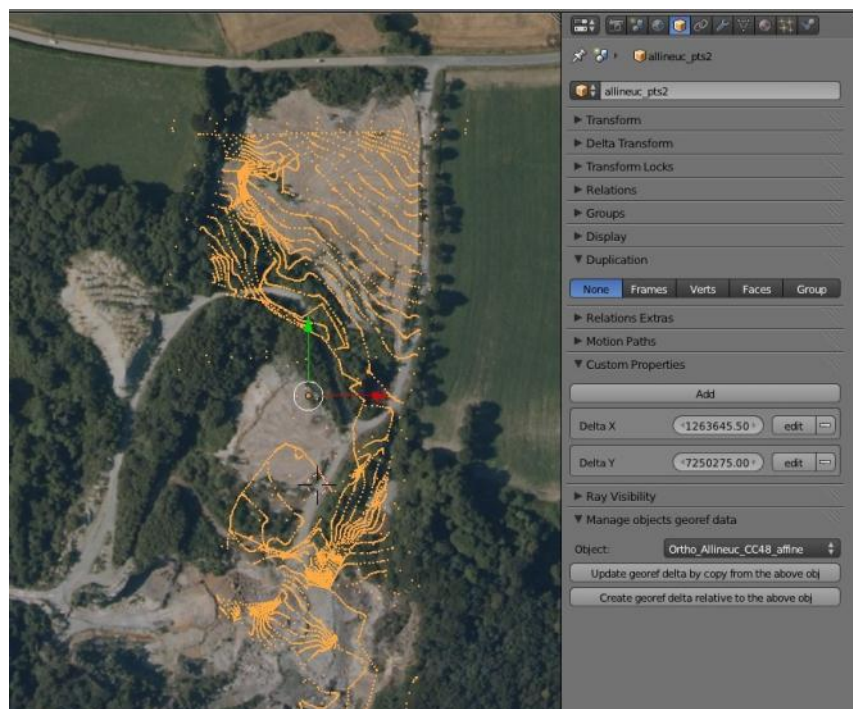 allineuc_pts2
allineuc_pts2
Transform
Delta Transform
Transform Locks
Relations
Groups
Display
Duplication
None Frames Verts Faces Group
Relations Extras
Motion Paths
Custom Properties
Add
Delta X 1263645.50 edit
Delta Y 7250275.00 edit
Ray Visibility
Manage objects georef data
Object: Ortho_Allineuc_CC48_affine
Update georef delta by copy from the above obj
Create georef delta relative to the above obj